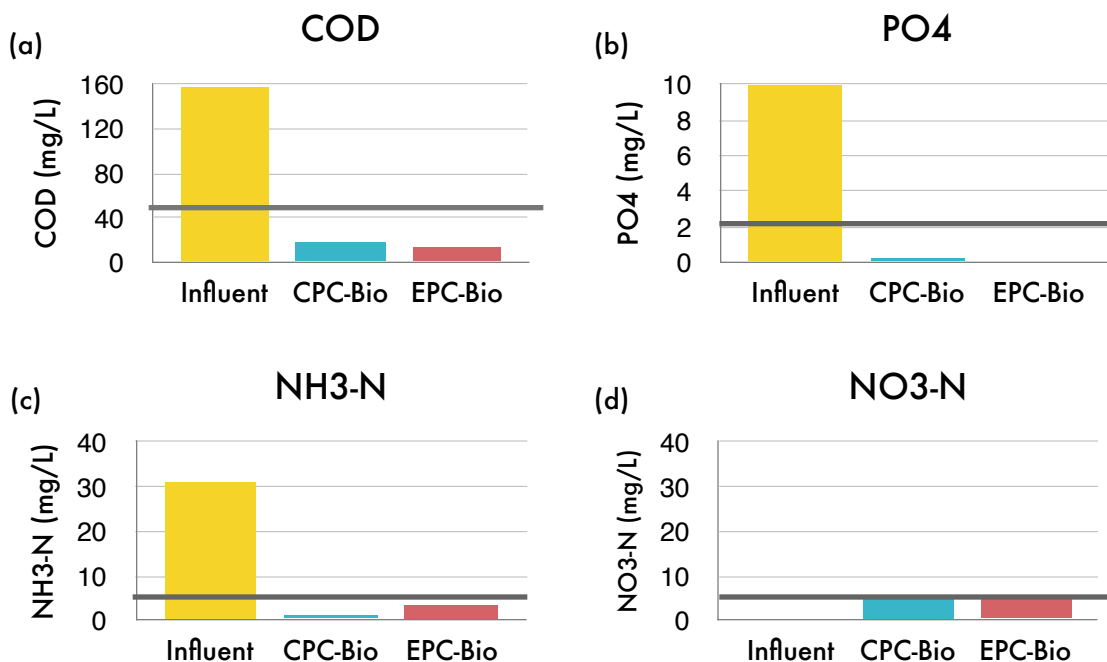 (a)
COD
COD (mg/L)
160
120
80
40
0
Influent CPC-Bio EPC-Bio
(b)
PO4
PO4 (mg/L)
10
8
6
4
2
0
Influent CPC-Bio EPC-Bio
(c)
NH3-N
NH3-N (mg/L)
40
30
20
10
0
Influent CPC-Bio EPC-Bio
(d)
NO3-N
NO3-N (mg/L)
40
30
20
10
0
Influent CPC-Bio EPC-Bio